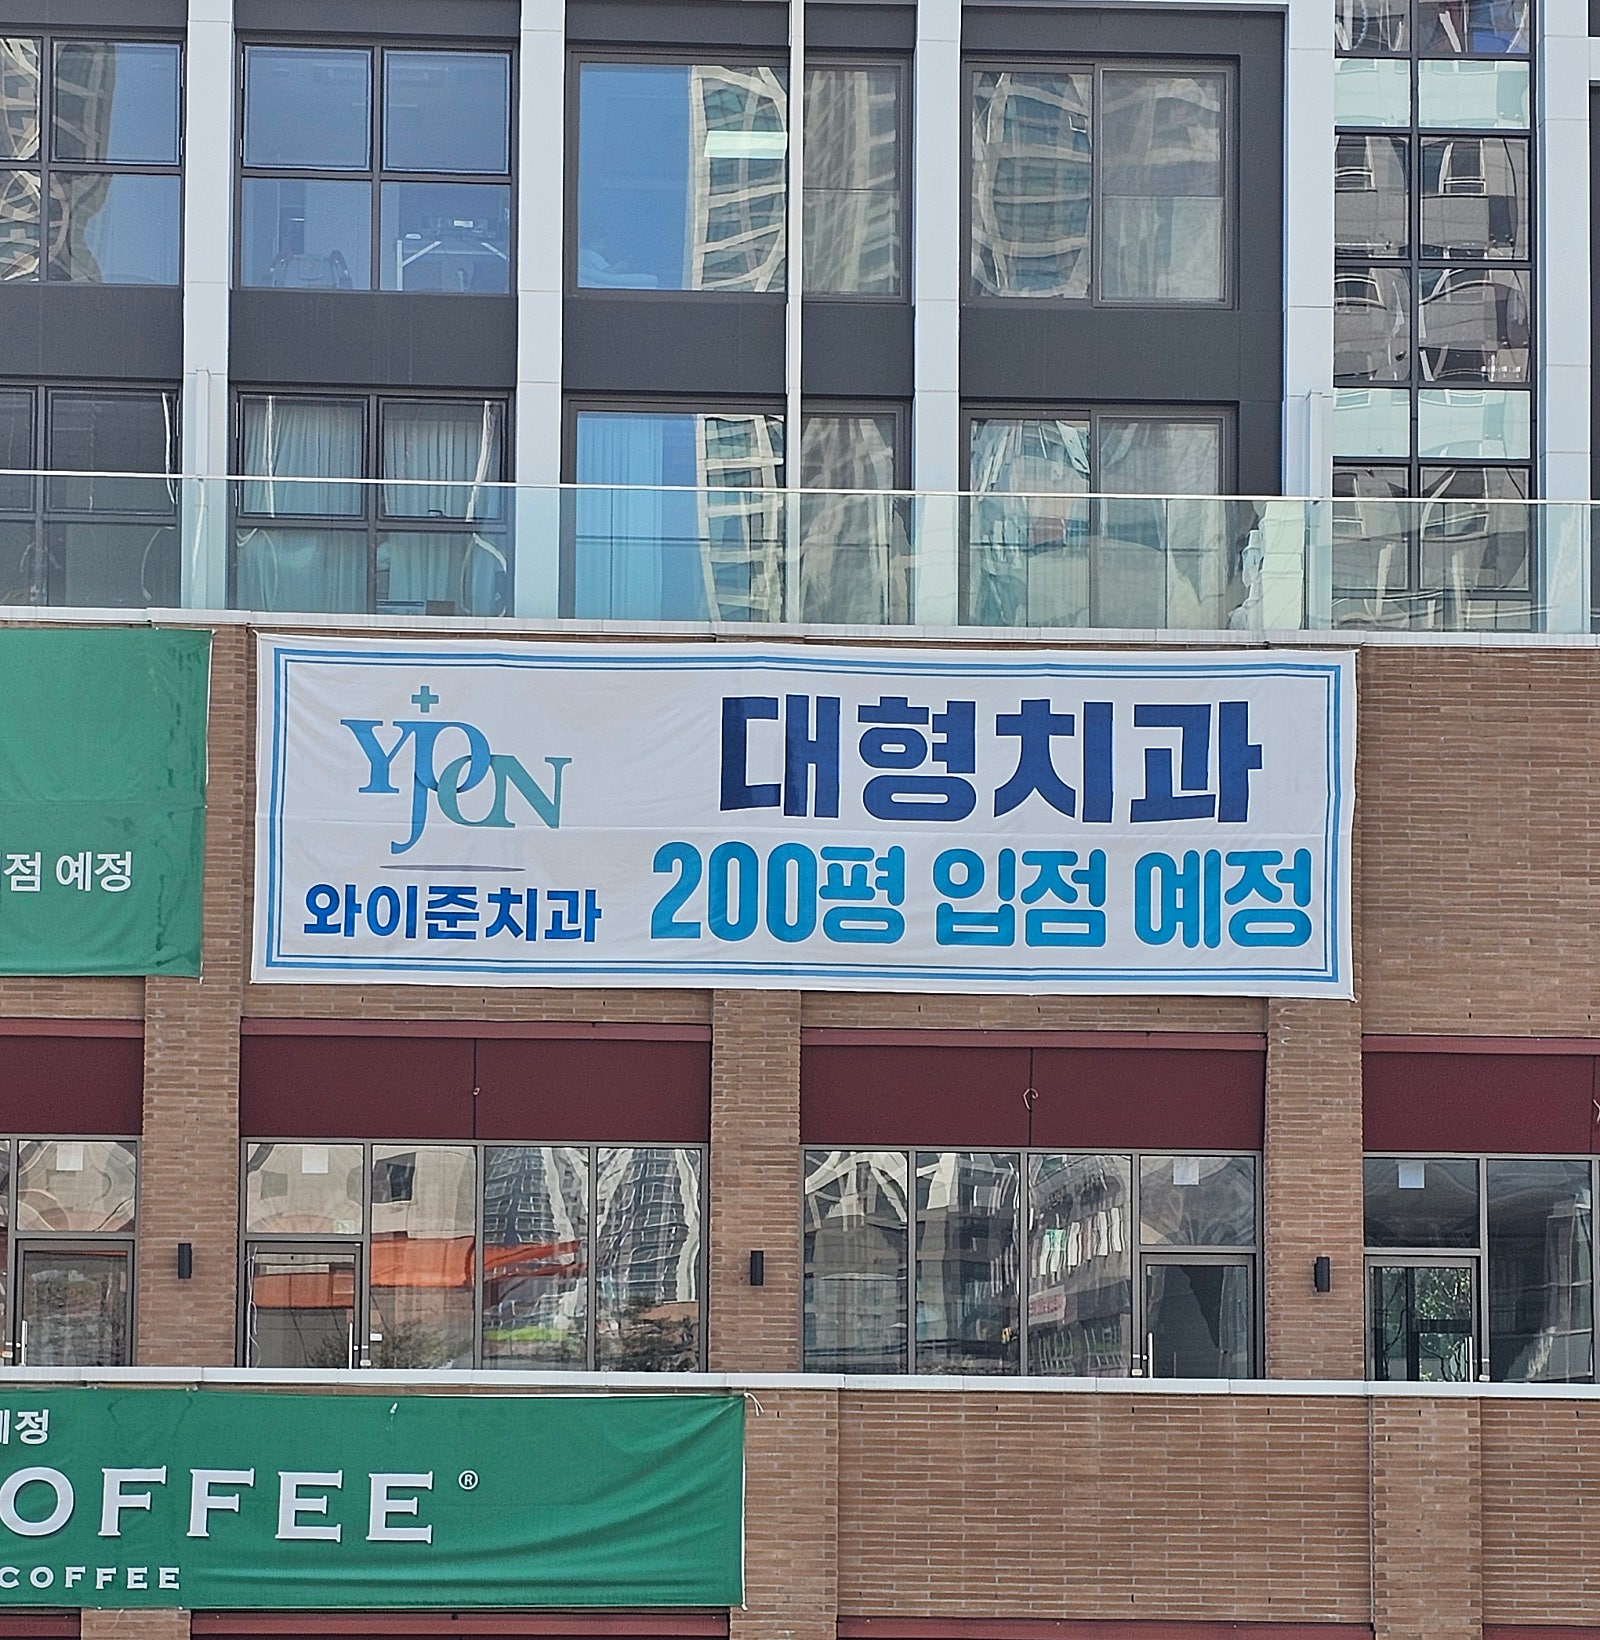 점 예정
YJOON
와이준치과
대형치과
200평 입점 예정
예정
OFFEE®
COFFEE